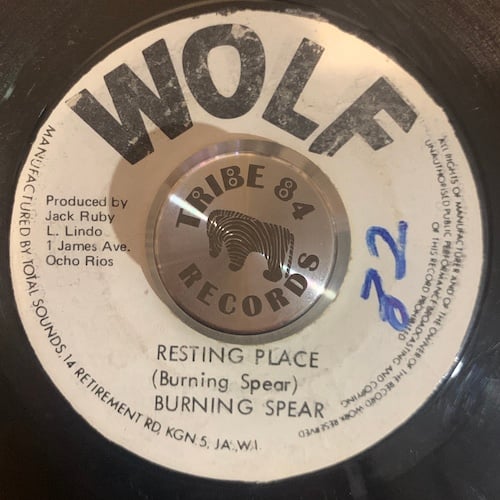 WOLF
TRIBE 84
RECORDS
Produced by
Jack Ruby
L. Lindo
1 James Ave.
Ocho Rios
32
RESTING PLACE
(Burning Spear)
BURNING SPEAR
MANUFACTURED BY TOTAL SOUNDS, 14 RETIREMENT RD, KGN 5, JA., W.I.
ALL RIGHTS OF MANUFACTURER AND OF THE OWNER OF THE RECORD WORK RESERVED
UNAUTHORISED PUBLIC PERFORMANCE BROADCASTING AND COPYING
OF THIS RECORD PROHIBITED